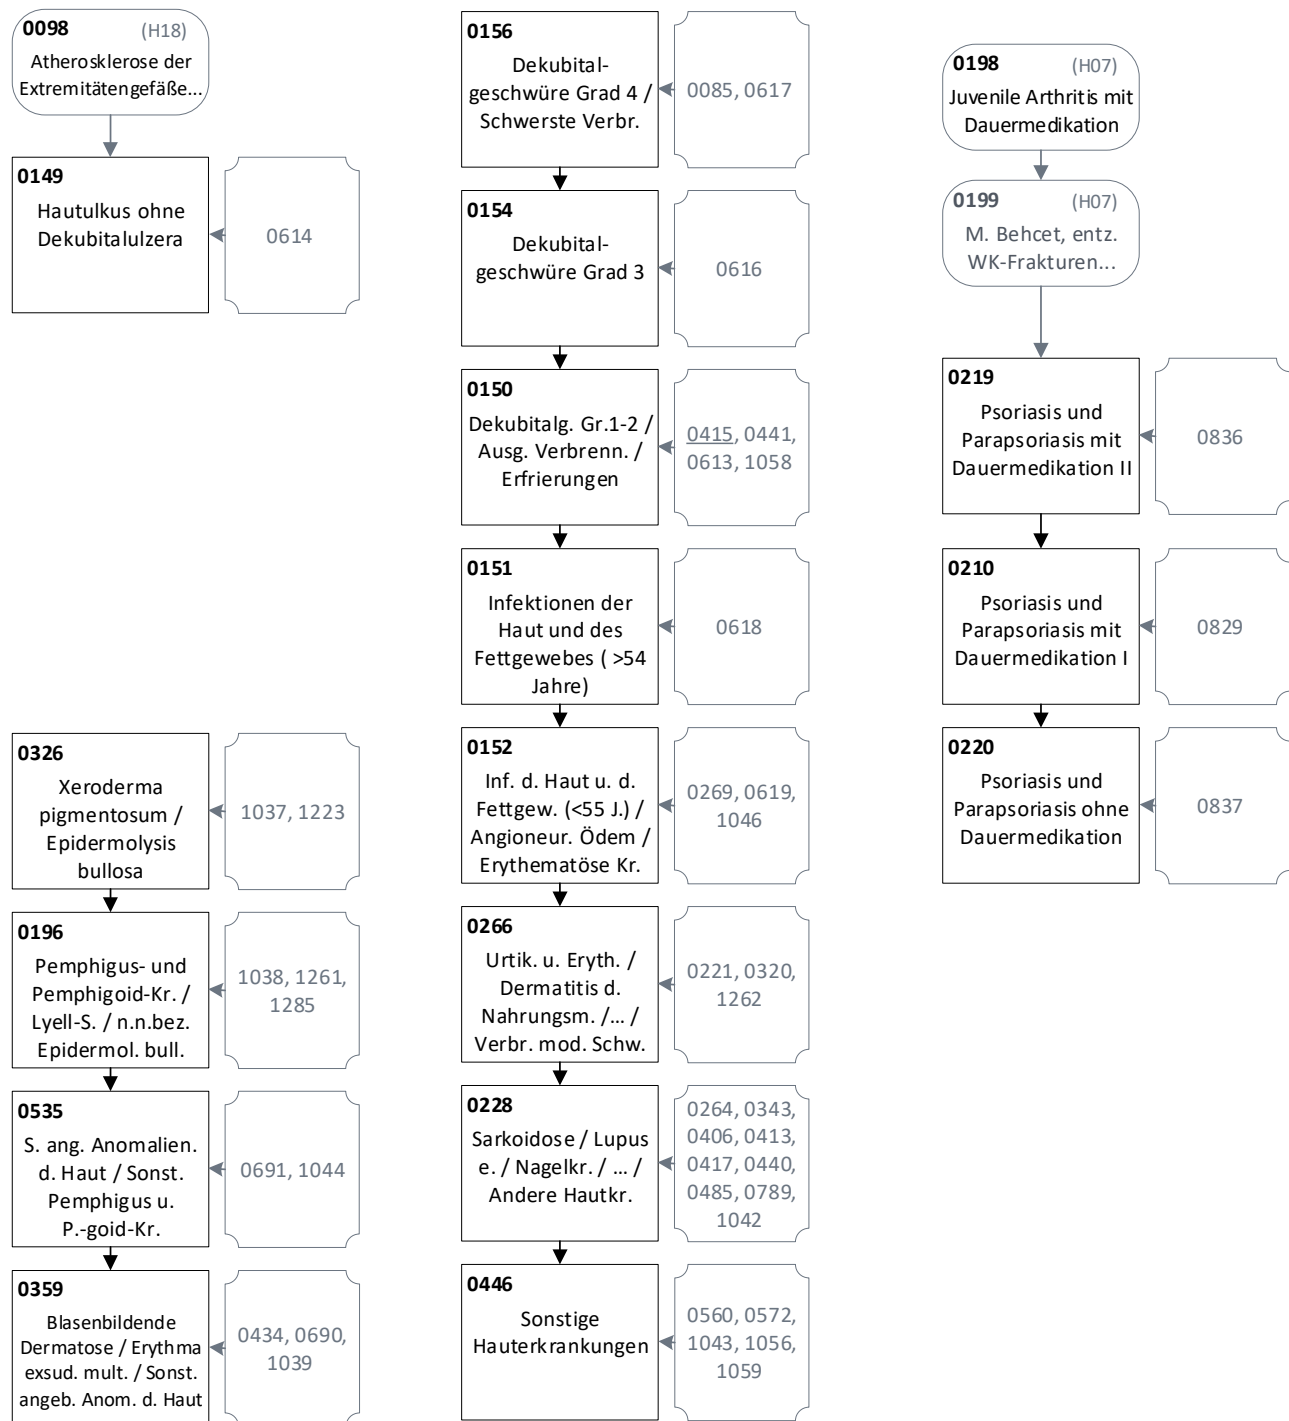 0098 (H18)
Atherosklerose der
Extremitätengefäße...
0149
Hautulkus ohne
Dekubitalulzera
0614
0326
Xeroderma
pigmentosum /
Epidermolysis
bullosa
1037, 1223
0196
Pemphigus- und
Pemphigoid-Kr. /
Lyell-S. / n.n.bez.
Epidermol. bull.
1038, 1261,
1285
0535
S. ang. Anomalien.
d. Haut / Sonst.
Pemphigus u.
P.-goid-Kr.
0691, 1044
0359
Blasenbildende
Dermatose / Erythma
exsud. mult. / Sonst.
angeb. Anom. d. Haut
0434, 0690,
1039
0156
Dekubital-
geschwüre Grad 4 /
Schwerste Verbr.
0085, 0617
0154
Dekubital-
geschwüre Grad 3
0616
0150
Dekubitalg. Gr.1-2 /
Ausg. Verbrenn. /
Erfrierungen
0415, 0441,
0613, 1058
0151
Infektionen der
Haut und des
Fettgewebes ( >54
Jahre)
0618
0152
Inf. d. Haut u. d.
Fettgew. (<55 J.) /
Angioneur. Ödem /
Erythematöse Kr.
0269, 0619,
1046
0266
Urtik. u. Eryth. /
Dermatitis d.
Nahrungsm. /... /
Verbr. mod. Schw.
0221, 0320,
1262
0228
Sarkoidose / Lupus
e. / Nagelkr. / ... /
Andere Hautkr.
0264, 0343,
0406, 0413,
0417, 0440,
0485, 0789,
1042
0446
Sonstige
Hauterkrankungen
0560, 0572,
1043, 1056,
1059
0198 (H07)
Juvenile Arthritis mit
Dauermedikation
0199 (H07)
M. Behcet, entz.
WK-Frakturen...
0219
Psoriasis und
Parapsoriasis mit
Dauermedikation II
0836
0210
Psoriasis und
Parapsoriasis mit
Dauermedikation I
0829
0220
Psoriasis und
Parapsoriasis ohne
Dauermedikation
0837